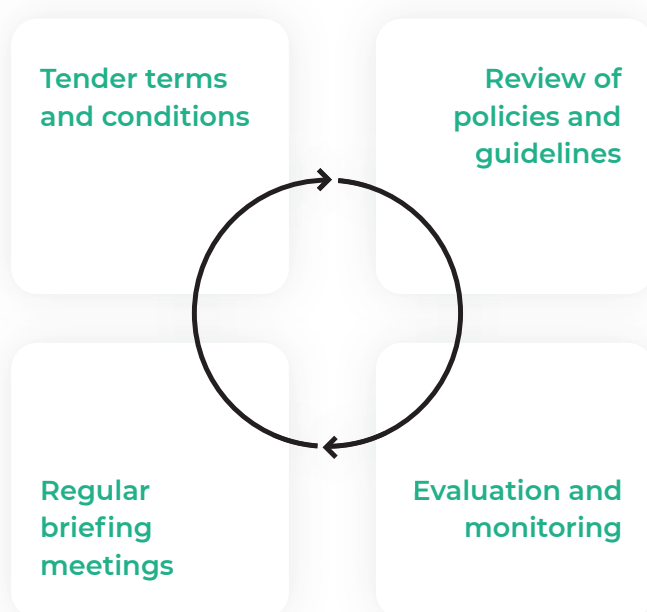 Tender terms
and conditions
Review of
policies and
guidelines
Regular
briefing
meetings
Evaluation and
monitoring